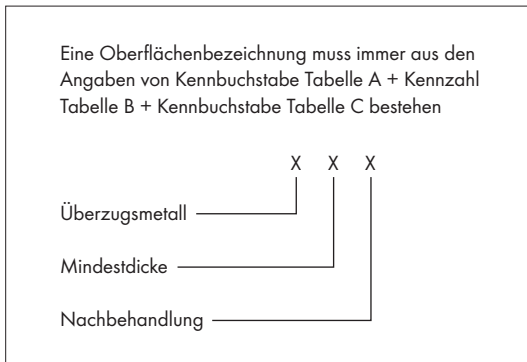 Eine Oberflächenbezeichnung muss immer aus den
Angaben von Kennbuchstabe Tabelle A + Kennzahl
Tabelle B + Kennbuchstabe Tabelle C bestehen
X X X
Überzugsmetall
Mindestdicke
Nachbehandlung